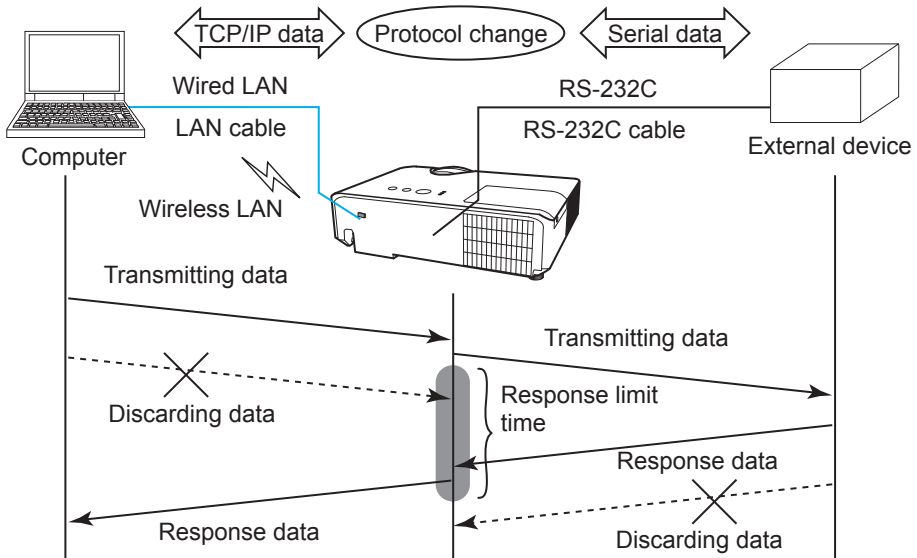 TCP/IP data
Protocol change
Serial data
Wired LAN
RS-232C
LAN cable
RS-232C cable
Computer
External device
Wireless LAN
Transmitting data
Transmitting data
Discarding data
Response limit
time
Response data
Response data
Discarding data